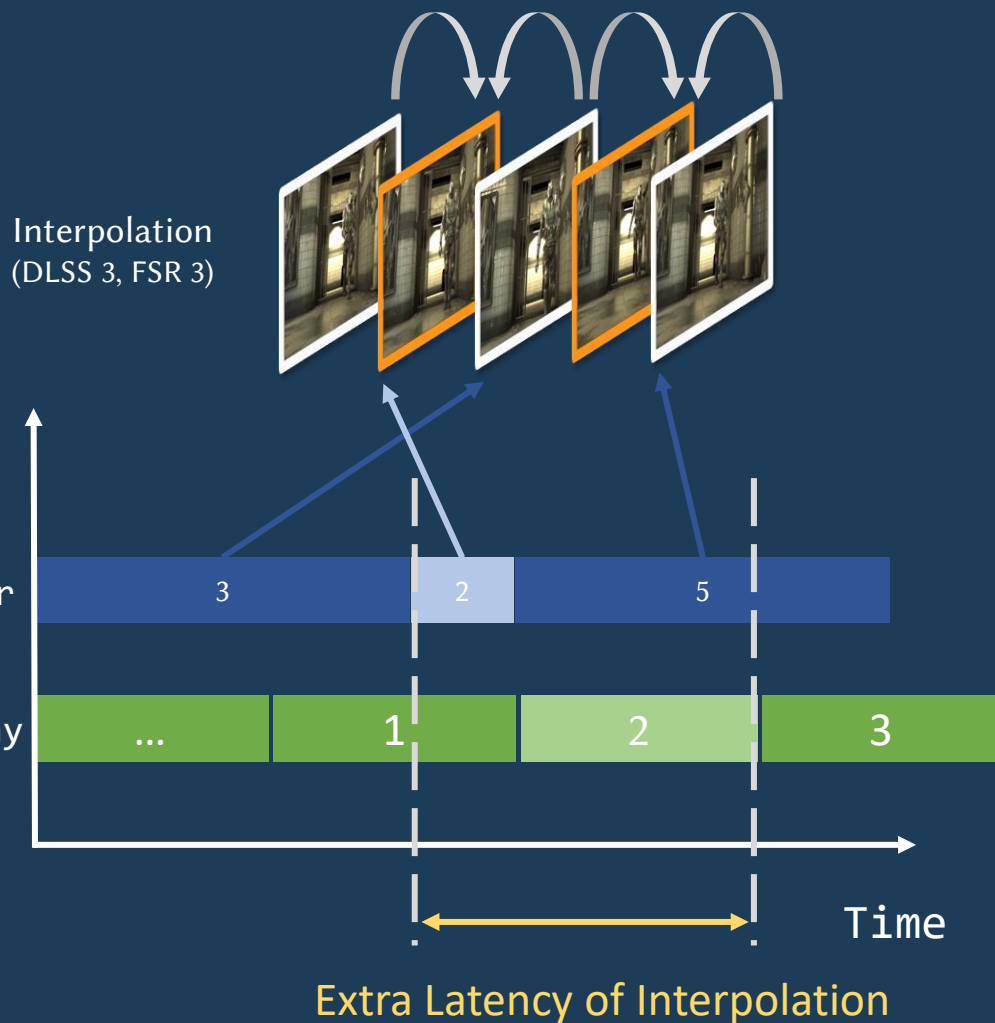 Interpolation
(DLSS 3, FSR 3)
3 2 5
... 1 2 3
Time
Extra Latency of Interpolation